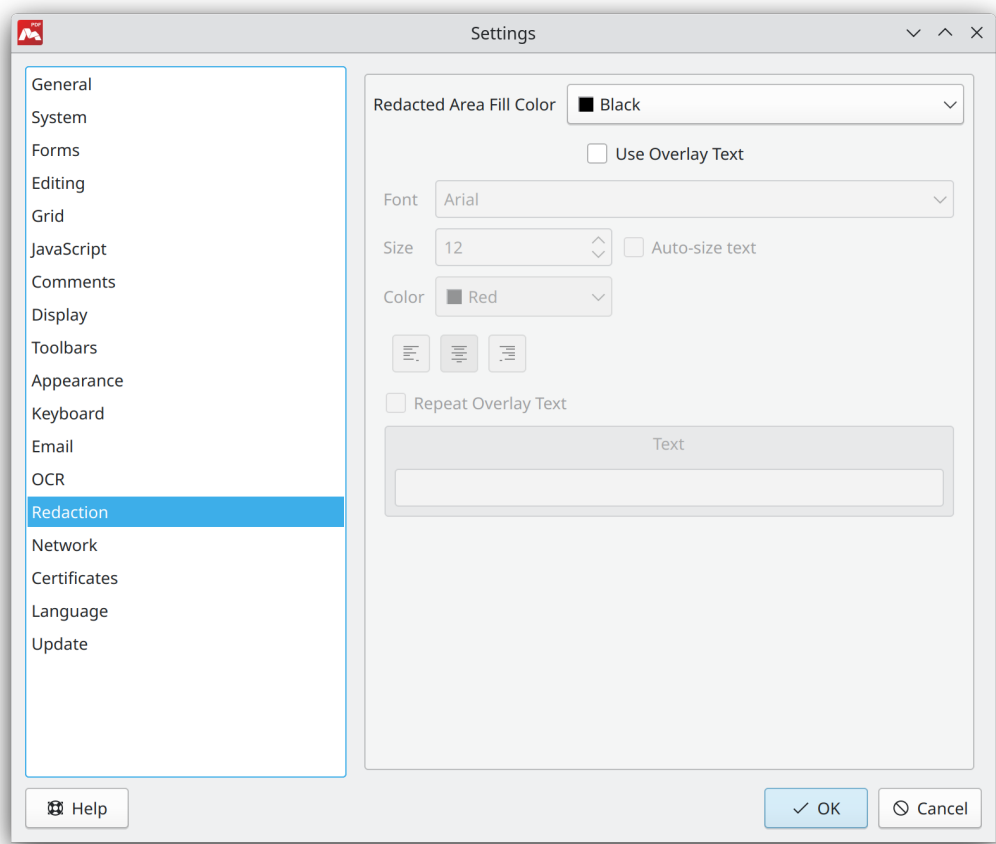 PDF
Settings
General
System
Forms
Editing
Grid
JavaScript
Comments
Display
Toolbars
Appearance
Keyboard
Email
OCR
Redaction
Network
Certificates
Language
Update
Redacted Area Fill Color Black
Use Overlay Text
Font Arial
Size 12 Auto-size text
Color Red
Repeat Overlay Text
Text
Help
OK Cancel